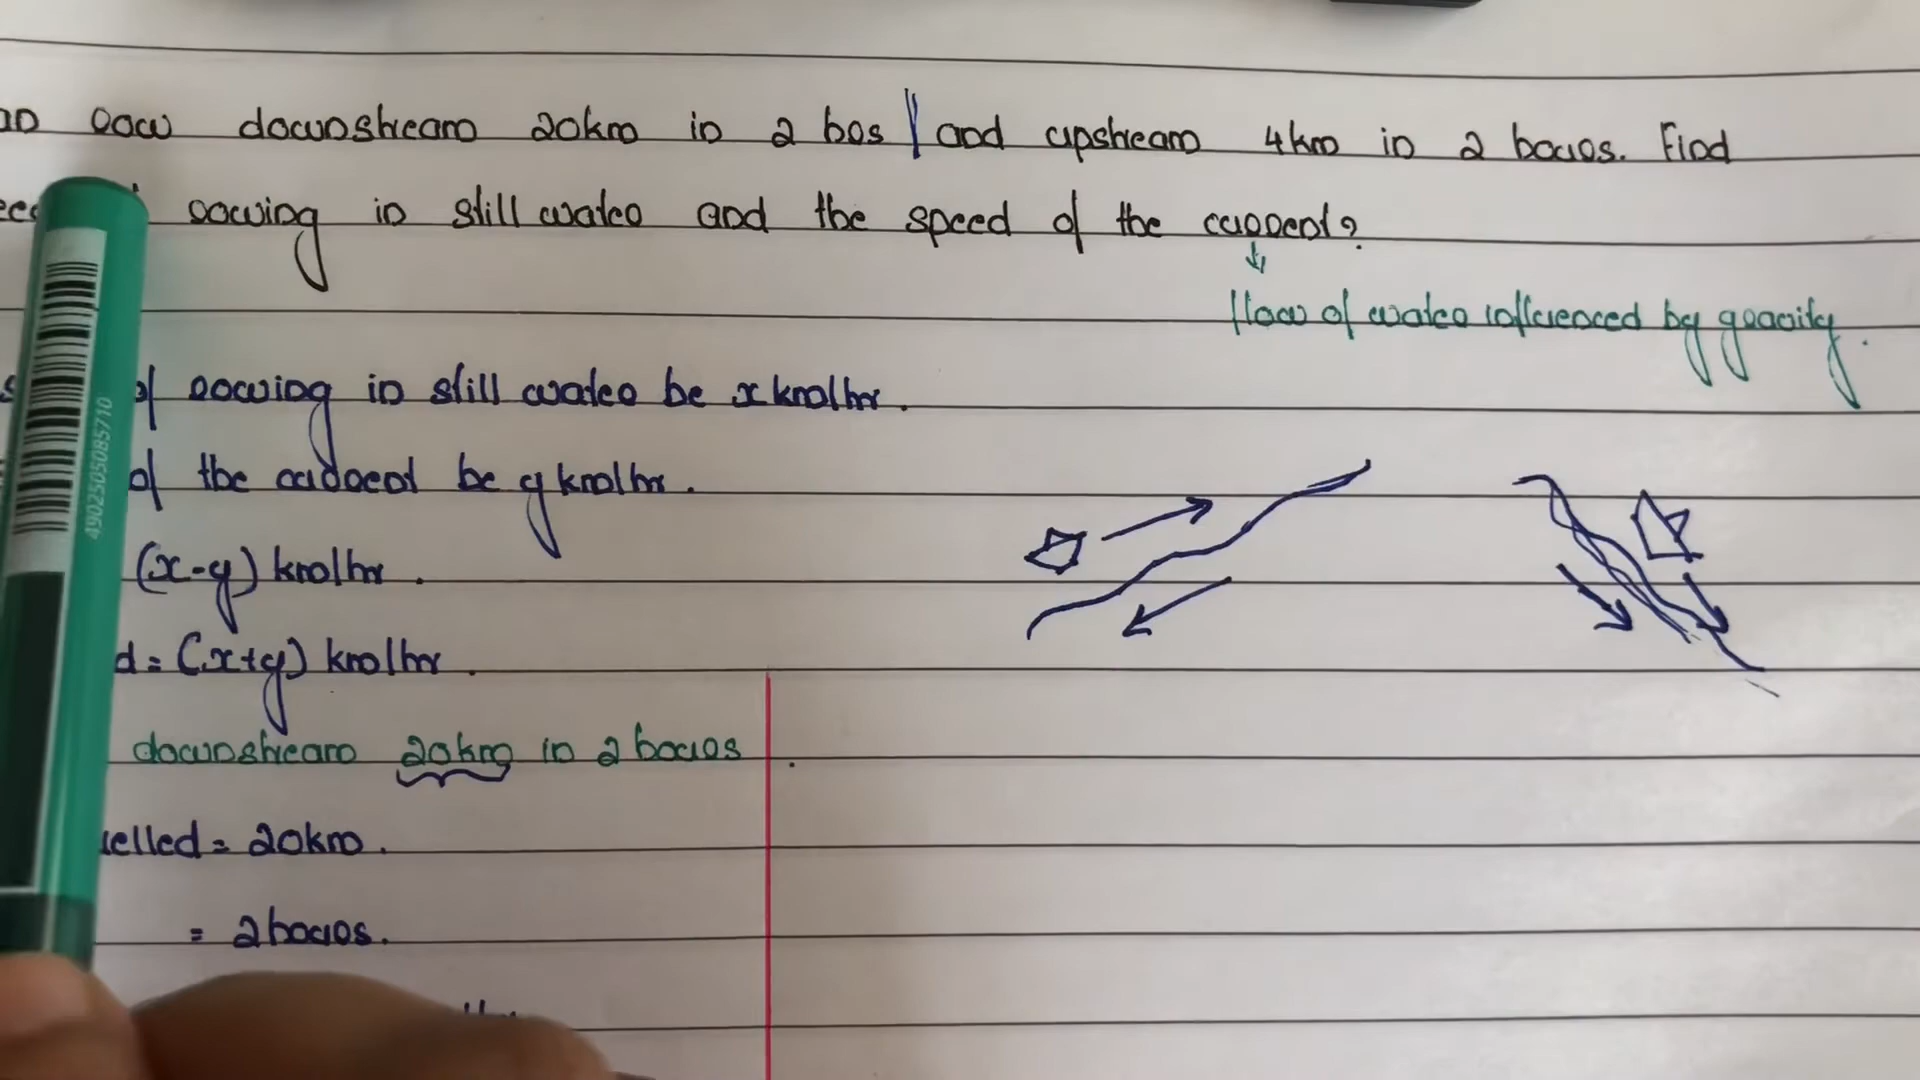 row downstream 20km in 2 hrs and upstream 4km in 2 hours. Find
rowing in still water and the speed of the current?
flow of water influenced by gravity.
of rowing in still water be x km/hr.
of the current be y km/hr.
(x-y) km/hr.
d = (x+y) km/hr.
downstream 20km in 2 hours
elled = 20km.
= 2 hours.
4902505085710